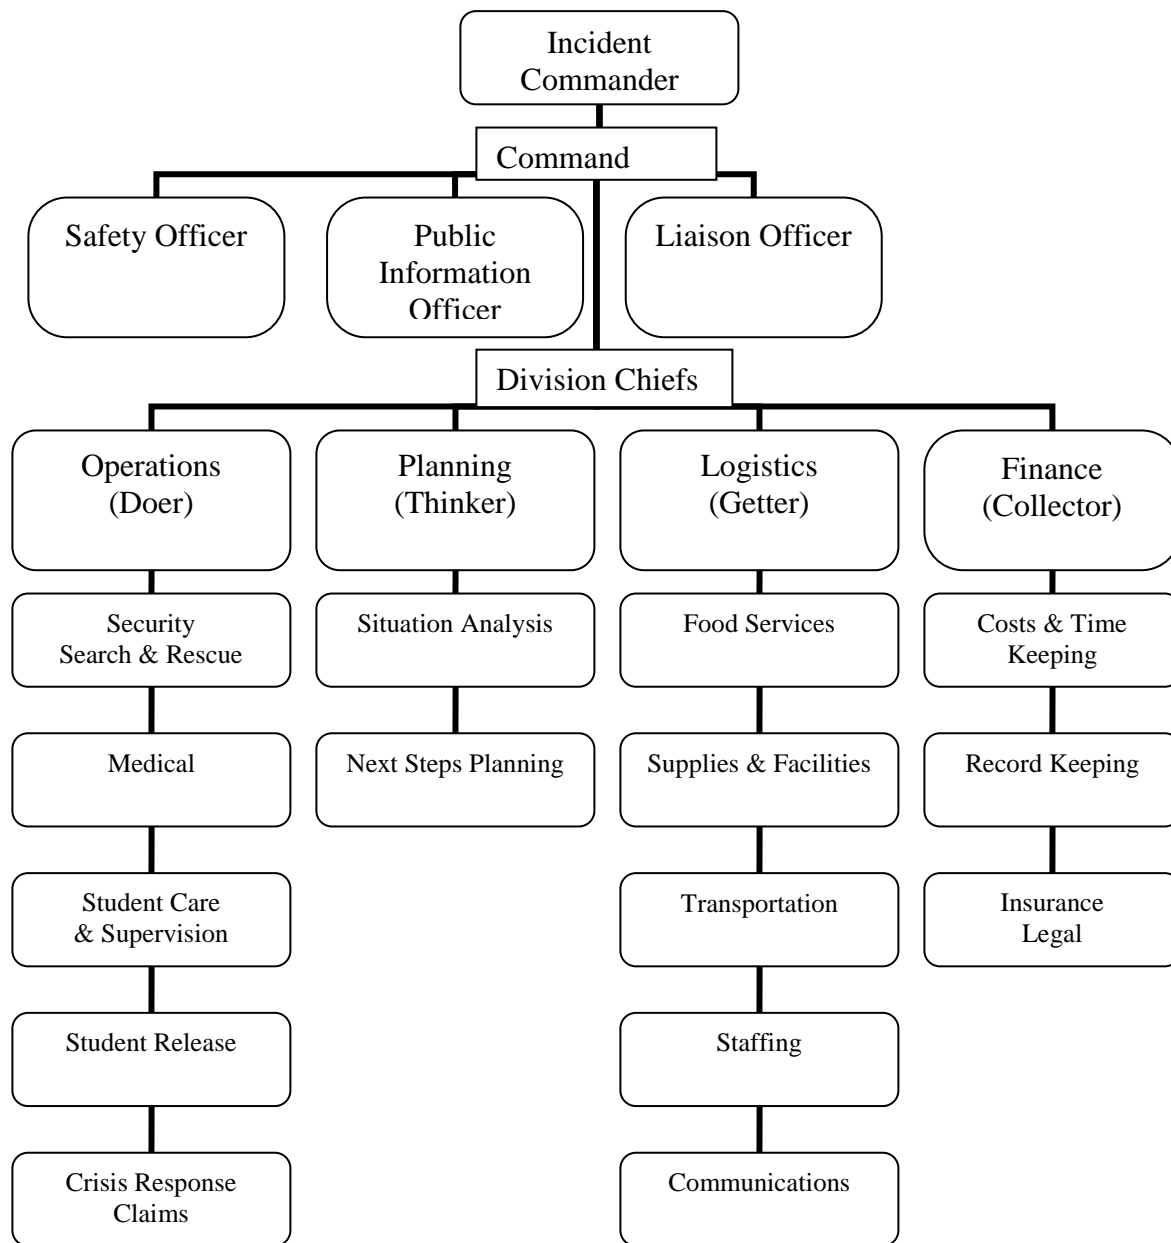 Incident
Commander
Command
Safety Officer
Public
Information
Officer
Liaison Officer
Division Chiefs
Operations
(Doer)
Planning
(Thinker)
Logistics
(Getter)
Finance
(Collector)
Security
Search & Rescue
Situation Analysis
Food Services
Costs & Time
Keeping
Medical
Next Steps Planning
Supplies & Facilities
Record Keeping
Student Care
& Supervision
Transportation
Insurance
Legal
Student Release
Staffing
Crisis Response
Claims
Communications